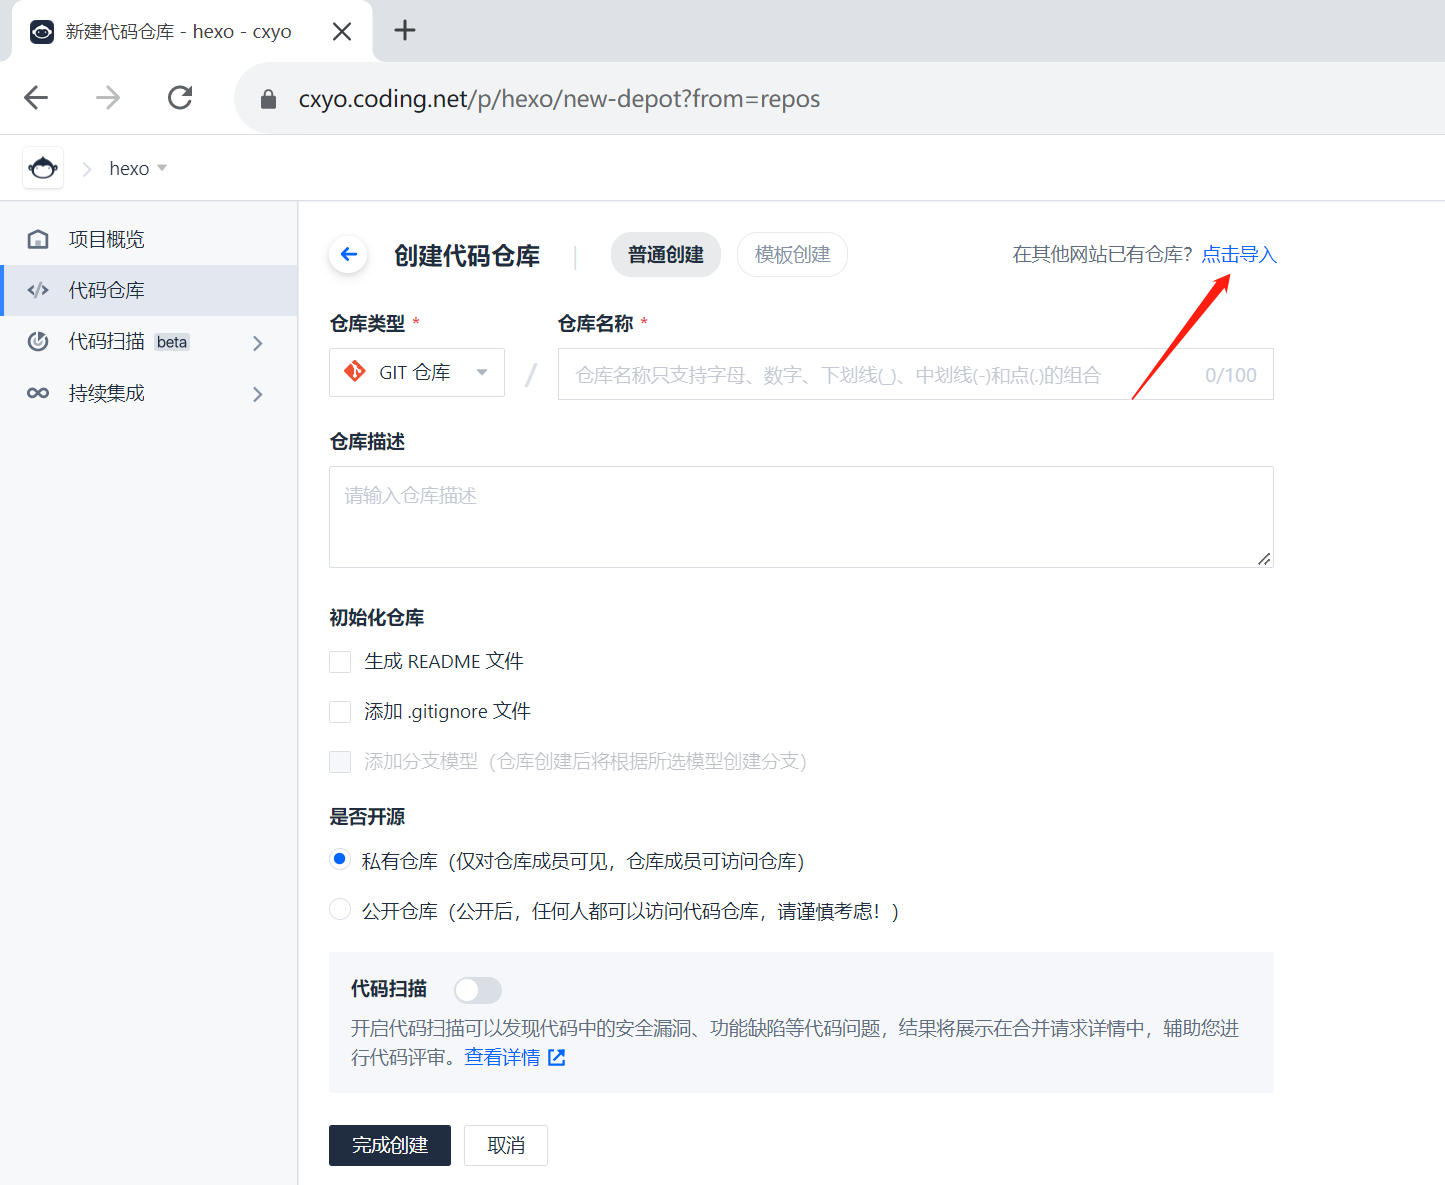 新建代码仓库 - hexo - cxyo
cxyo.coding.net/p/hexo/new-depot?from=repos
hexo
项目概览
代码仓库
代码扫描 beta
持续集成
创建代码仓库 | 普通创建 模板创建 在其他网站已有仓库？点击导入
仓库类型 * 仓库名称 *
GIT 仓库 / 仓库名称只支持字母、数字、下划线(_)、中划线(-)和点(.)的组合 0/100
仓库描述
请输入仓库描述
初始化仓库
生成 README 文件
添加 .gitignore 文件
添加分支模型（仓库创建后将根据所选模型创建分支）
是否开源
私有仓库（仅对仓库成员可见，仓库成员可访问仓库）
公开仓库（公开后，任何人都可以访问代码仓库，请谨慎考虑！）
代码扫描
开启代码扫描可以发现代码中的安全漏洞、功能缺陷等代码问题，结果将展示在合并请求详情中，辅助您进
行代码评审。查看详情
完成创建 取消